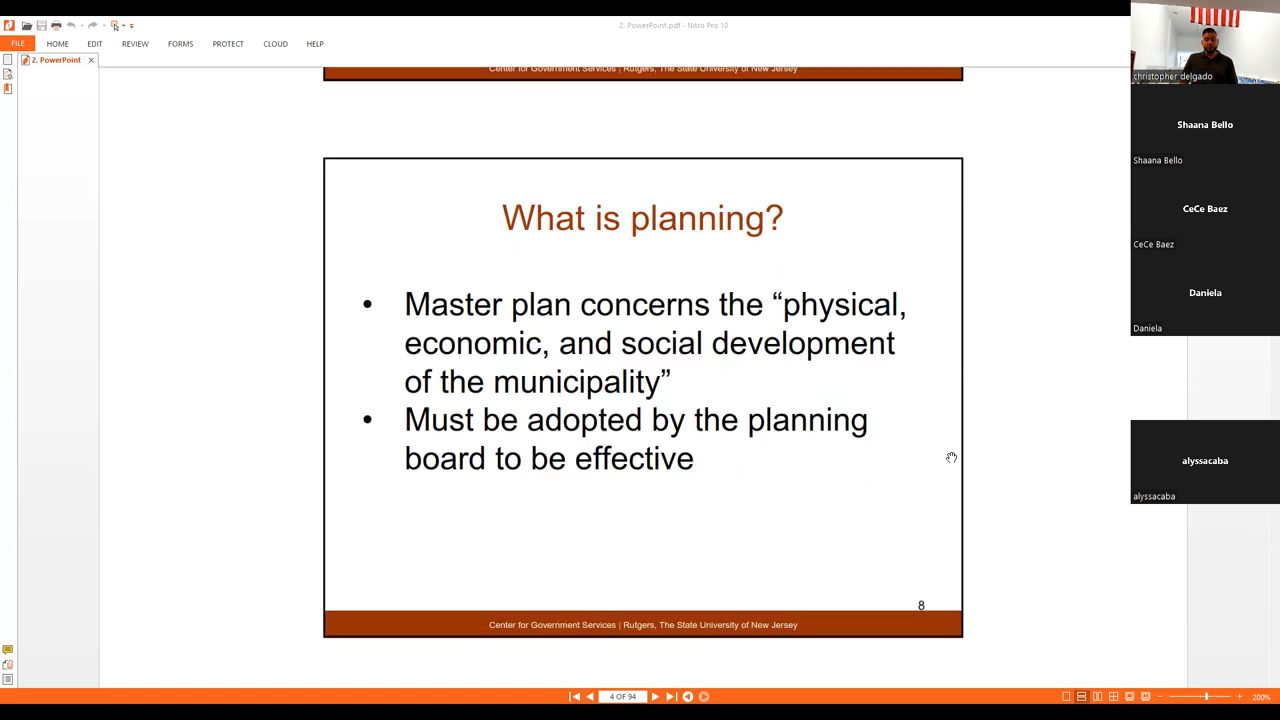 2. PowerPoint.pdf - Nitro Pro 10
FILE HOME EDIT REVIEW FORMS PROTECT CLOUD HELP
2. PowerPoint
Center for Government Services | Rutgers, The State University of New Jersey
What is planning?
• Master plan concerns the “physical,
economic, and social development
of the municipality”
• Must be adopted by the planning
board to be effective
8
Center for Government Services | Rutgers, The State University of New Jersey
4 OF 94
200%
christopher delgado
Shaana Bello
Shaana Bello
CeCe Baez
CeCe Baez
Daniela
Daniela
alyssacaba
alyssacaba